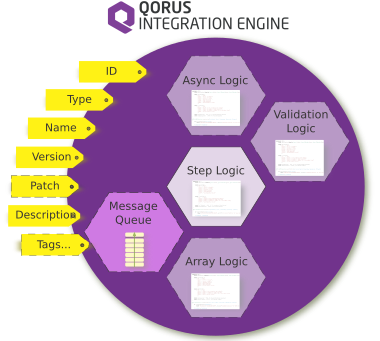 QORUS
INTEGRATION ENGINE
ID
Type
Name
Version
Patch
Description
Tags...
Async Logic
Validation
Logic
Step Logic
Message
Queue
Array Logic